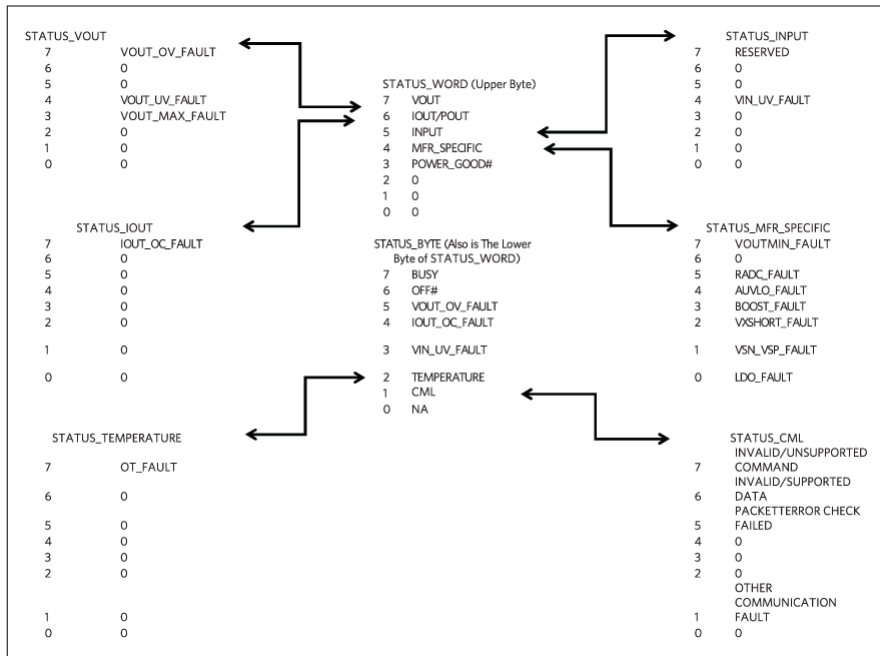 STATUS_VOUT
7 VOUT_OV_FAULT
6 0
5 0
4 VOUT_UV_FAULT
3 VOUT_MAX_FAULT
2 0
1 0
0 0
STATUS_IOUT
7 IOUT_OC_FAULT
6 0
5 0
4 0
3 0
2 0
1 0
0 0
STATUS_TEMPERATURE
7 OT_FAULT
6 0
5 0
4 0
3 0
2 0
1 0
0 0
STATUS_WORD (Upper Byte)
7 VOUT
6 IOUT/POUT
5 INPUT
4 MFR_SPECIFIC
3 POWER_GOOD#
2 0
1 0
0 0
STATUS_BYTE (Also is The Lower
Byte of STATUS_WORD)
7 BUSY
6 OFF#
5 VOUT_OV_FAULT
4 IOUT_OC_FAULT
3 VIN_UV_FAULT
2 TEMPERATURE
1 CML
0 NA
STATUS_INPUT
7 RESERVED
6 0
5 0
4 VIN_UV_FAULT
3 0
2 0
1 0
0 0
STATUS_MFR_SPECIFIC
7 VOUTMIN_FAULT
6 0
5 RADC_FAULT
4 AUVLO_FAULT
3 BOOST_FAULT
2 VXSHORT_FAULT
1 VSN_VSP_FAULT
0 LDO_FAULT
STATUS_CML
INVALID/UNSUPPORTED
7 COMMAND
INVALID/SUPPORTED
6 DATA
PACKETTERROR CHECK
5 FAILED
4 0
3 0
2 0
OTHER
COMMUNICATION
1 FAULT
0 0